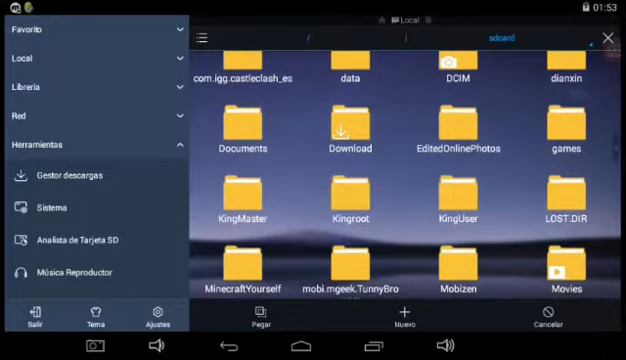 01:53
Favorito
Local
Libreria
Red
Herramientas
Gestor descargas
Sistema
Analista de Tarjeta SD
Música Reproductor
Salir
Tema
Ajustes
Local
/
sdcard
com.igg.castleclash_es
data
DCIM
dianxin
Documents
Download
EditedOnlinePhotos
games
KingMaster
Kingroot
KingUser
LOST.DIR
MinecraftYourself
mobi.mgeek.TunnyBro
Mobizen
Movies
Pegar
Nuevo
Cancelar